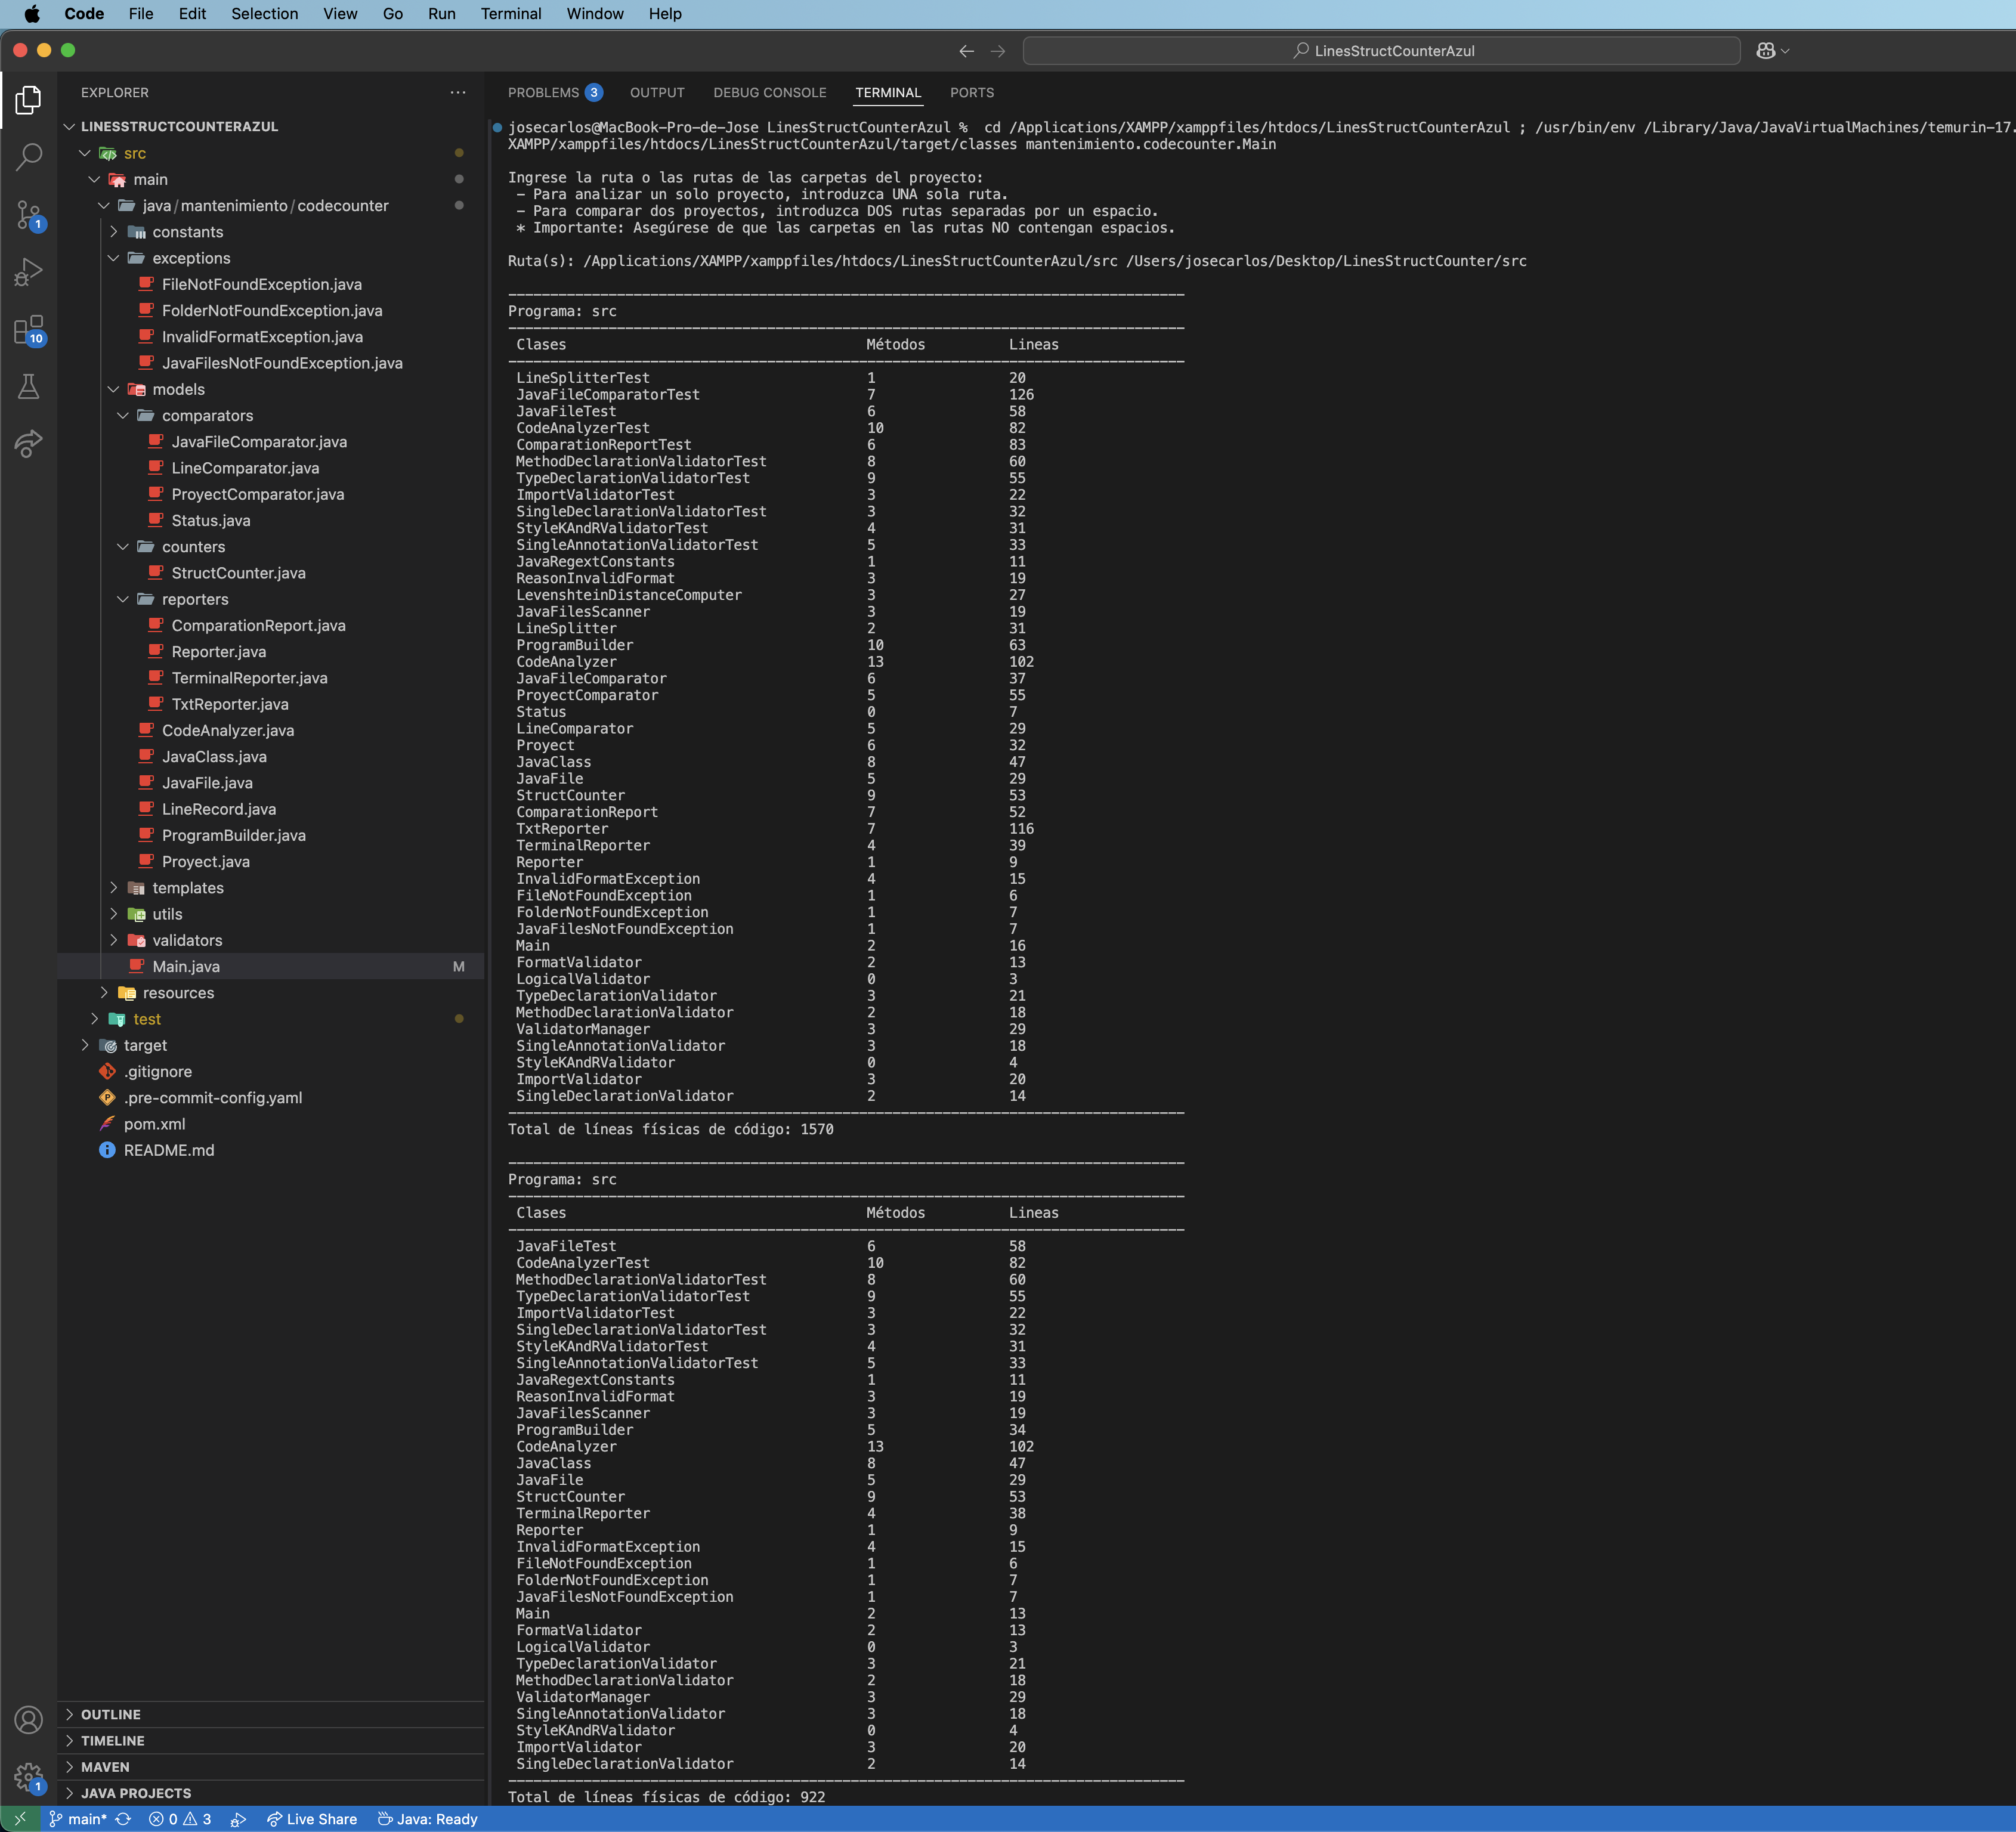 Code File Edit Selection View Go Run Terminal Window Help
LinesStructCounterAzul
EXPLORER
LINESSTRUCTCOUNTERAZUL
src
main
java/mantenimiento/codecounter
constants
exceptions
FileNotFoundException.java
FolderNotFoundException.java
InvalidFormatException.java
JavaFilesNotFoundException.java
models
comparators
JavaFileComparator.java
LineComparator.java
ProyectComparator.java
Status.java
counters
StructCounter.java
reporters
ComparationReport.java
Reporter.java
TerminalReporter.java
TxtReporter.java
CodeAnalyzer.java
JavaClass.java
JavaFile.java
LineRecord.java
ProgramBuilder.java
Proyect.java
templates
utils
validators
Main.java M
resources
test
target
.gitignore
.pre-commit-config.yaml
pom.xml
README.md
OUTLINE
TIMELINE
MAVEN
JAVA PROJECTS
1
10
1
PROBLEMS 3 OUTPUT DEBUG CONSOLE TERMINAL PORTS
josecarlos@MacBook-Pro-de-Jose LinesStructCounterAzul % cd /Applications/XAMPP/xamppfiles/htdocs/LinesStructCounterAzul ; /usr/bin/env /Library/Java/JavaVirtualMachines/temurin-17.
XAMPP/xamppfiles/htdocs/LinesStructCounterAzul/target/classes mantenimiento.codecounter.Main
Ingrese la ruta o las rutas de las carpetas del proyecto:
- Para analizar un solo proyecto, introduzca UNA sola ruta.
- Para comparar dos proyectos, introduzca DOS rutas separadas por un espacio.
* Importante: Asegúrese de que las carpetas en las rutas NO contengan espacios.
Ruta(s): /Applications/XAMPP/xamppfiles/htdocs/LinesStructCounterAzul/src /Users/josecarlos/Desktop/LinesStructCounter/src
Programa: src
Clases Métodos Lineas
LineSplitterTest 1 20
JavaFileComparatorTest 7 126
JavaFileTest 6 58
CodeAnalyzerTest 10 82
ComparationReportTest 6 83
MethodDeclarationValidatorTest 8 60
TypeDeclarationValidatorTest 9 55
ImportValidatorTest 3 22
SingleDeclarationValidatorTest 3 32
StyleKAndRValidatorTest 4 31
SingleAnnotationValidatorTest 5 33
JavaRegextConstants 1 11
ReasonInvalidFormat 3 19
LevenshteinDistanceComputer 3 27
JavaFilesScanner 3 19
LineSplitter 2 31
ProgramBuilder 10 63
CodeAnalyzer 13 102
JavaFileComparator 6 37
ProyectComparator 5 55
Status 0 7
LineComparator 5 29
Proyect 6 32
JavaClass 8 47
JavaFile 5 29
StructCounter 9 53
ComparationReport 7 52
TxtReporter 7 116
TerminalReporter 4 39
Reporter 1 9
InvalidFormatException 4 15
FileNotFoundException 1 6
FolderNotFoundException 1 7
JavaFilesNotFoundException 1 7
Main 2 16
FormatValidator 2 13
LogicalValidator 0 3
TypeDeclarationValidator 3 21
MethodDeclarationValidator 2 18
ValidatorManager 3 29
SingleAnnotationValidator 3 18
StyleKAndRValidator 0 4
ImportValidator 3 20
SingleDeclarationValidator 2 14
Total de líneas físicas de código: 1570
Programa: src
Clases Métodos Lineas
JavaFileTest 6 58
CodeAnalyzerTest 10 82
MethodDeclarationValidatorTest 8 60
TypeDeclarationValidatorTest 9 55
ImportValidatorTest 3 22
SingleDeclarationValidatorTest 3 32
StyleKAndRValidatorTest 4 31
SingleAnnotationValidatorTest 5 33
JavaRegextConstants 1 11
ReasonInvalidFormat 3 19
JavaFilesScanner 3 19
ProgramBuilder 5 34
CodeAnalyzer 13 102
JavaClass 8 47
JavaFile 5 29
StructCounter 9 53
TerminalReporter 4 38
Reporter 1 9
InvalidFormatException 4 15
FileNotFoundException 1 6
FolderNotFoundException 1 7
JavaFilesNotFoundException 1 7
Main 2 13
FormatValidator 2 13
LogicalValidator 0 3
TypeDeclarationValidator 3 21
MethodDeclarationValidator 2 18
ValidatorManager 3 29
SingleAnnotationValidator 3 18
StyleKAndRValidator 0 4
ImportValidator 3 20
SingleDeclarationValidator 2 14
Total de líneas físicas de código: 922
main* 0 3 Live Share Java: Ready